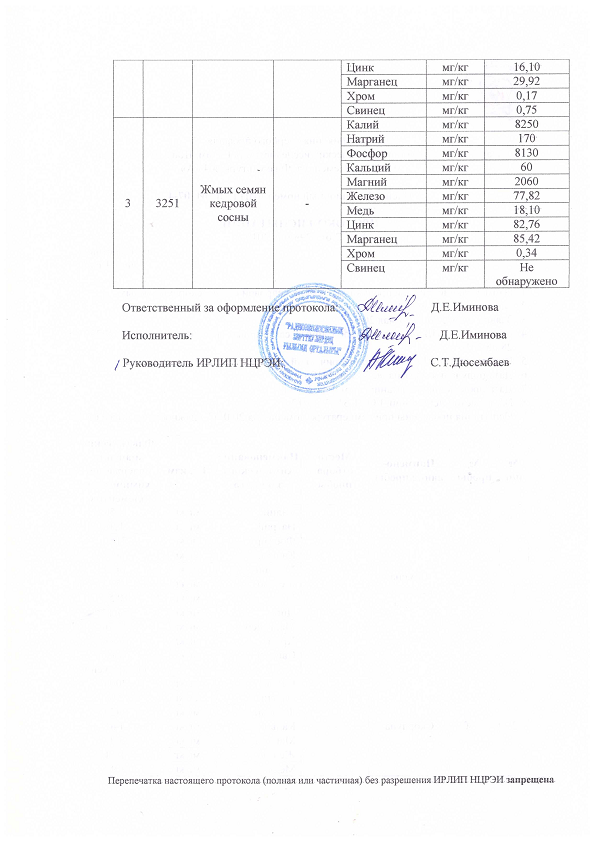 Цинк мг/кг 16,10
Марганец мг/кг 29,92
Хром мг/кг 0,17
Свинец мг/кг 0,75
3 3251 Жмых семян кедровой сосны - Калий мг/кг 8250
Натрий мг/кг 170
Фосфор мг/кг 8130
Кальций мг/кг 60
Магний мг/кг 2060
Железо мг/кг 77,82
Медь мг/кг 18,10
Цинк мг/кг 82,76
Марганец мг/кг 85,42
Хром мг/кг 0,34
Свинец мг/кг Не обнаружено
Ответственный за оформление протокола: Д.Е.Иминова
Исполнитель: Д.Е.Иминова
Руководитель ИРЛИП НЦРЭИ С.Т.Дюсембаев
Перепечатка настоящего протокола (полная или частичная) без разрешения ИРЛИП НЦРЭИ запрещена